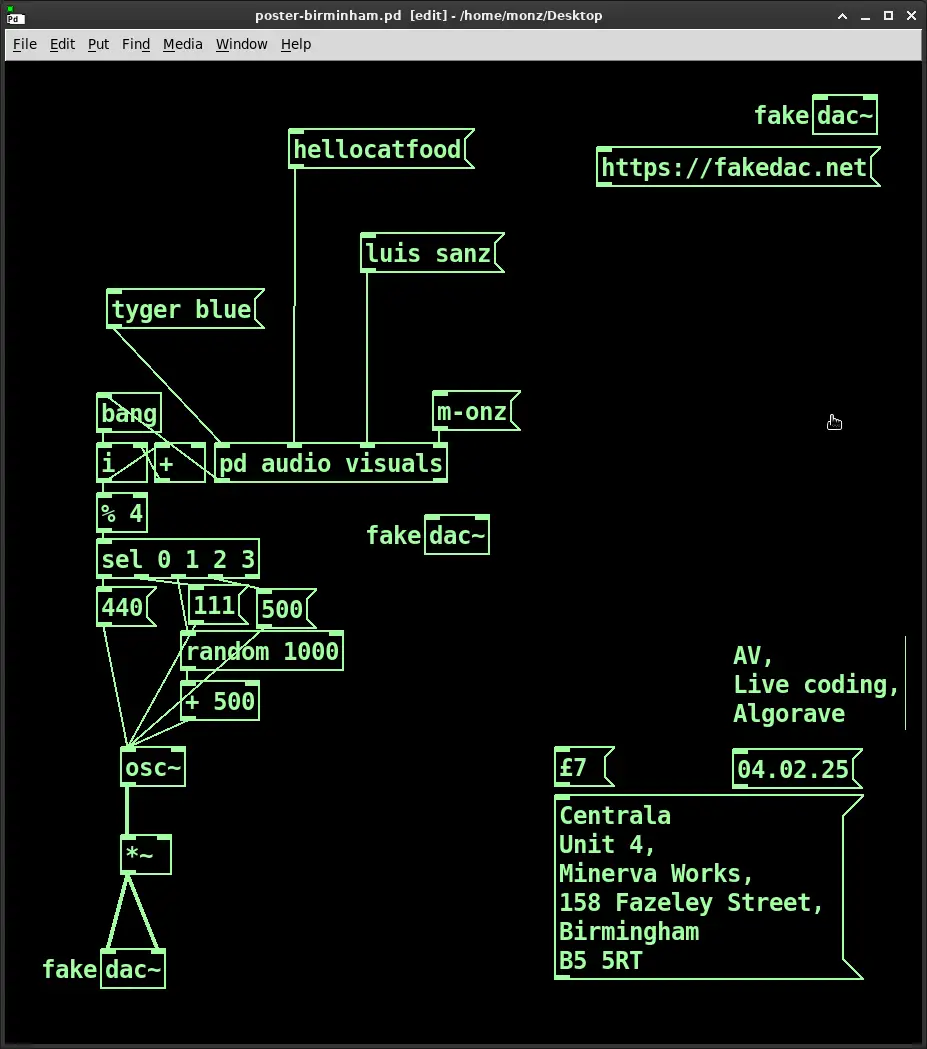 poster-birminham.pd [edit] - /home/monz/Desktop
File Edit Put Find Media Window Help
fake dac~
hellocatfood
https://fakedac.net
luis sanz
tyger blue
bang
m-onz
i + pd audio visuals
% 4
fake dac~
sel 0 1 2 3
440 111 500
random 1000
+ 500
AV,
Live coding,
Algorave
osc~
£7 04.02.25
*~
Centrala
Unit 4,
Minerva Works,
158 Fazeley Street,
Birmingham
B5 5RT
fake dac~
Pd